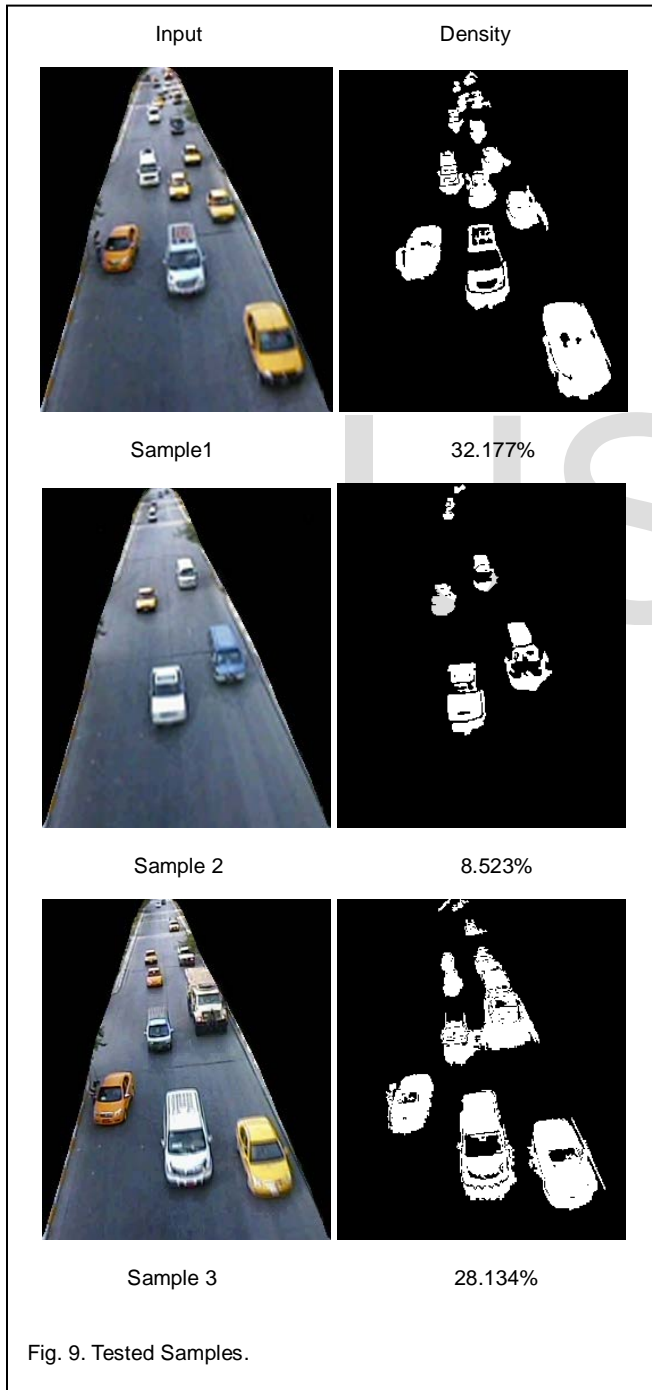 Input Density
Sample1 32.177%
Sample 2 8.523%
Sample 3 28.134%
Fig. 9. Tested Samples.